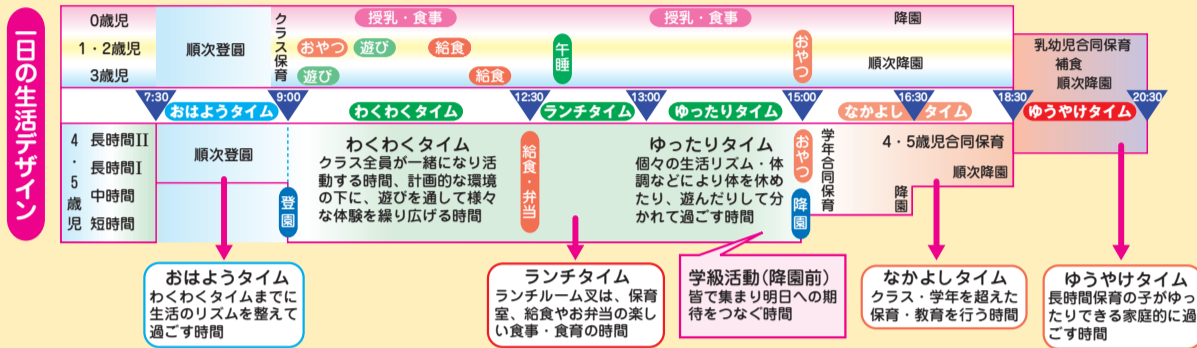 一日の生活デザイン
0歳児
1・2歳児
3歳児
順次登園
クラス保育
授乳・食事
授乳・食事
降園
おやつ
遊び
給食
午睡
おやつ
遊び
給食
順次降園
乳幼児合同保育
補食
順次降園
7:30
おはようタイム
9:00
わくわくタイム
12:30
ランチタイム
13:00
ゆったりタイム
15:00
なかよしタイム
16:30
18:30
ゆうやけタイム
20:30
4・5歳児
長時間II
長時間I
中時間
短時間
順次登園
登園
わくわくタイム
クラス全員が一緒になり活
動する時間、計画的な環境
の下に、遊びを通して様々
な体験を繰り広げる時間
給食・弁当
ゆったりタイム
個々の生活リズム・体
調などにより体を休め
たり、遊んだりして分
かれて過ごす時間
おやつ
降園
学年合同保育
4・5歳児合同保育
順次降園
降園
おはようタイム
わくわくタイムまでに
生活のリズムを整えて
過ごす時間
ランチタイム
ランチルーム又は、保育
室、給食やお弁当の楽し
い食事・食育の時間
学級活動(降園前)
皆で集まり明日への期
待をつなぐ時間
なかよしタイム
クラス・学年を超えた
保育・教育を行う時間
ゆうやけタイム
長時間保育の子がゆっ
たりできる家庭的に過
ごす時間